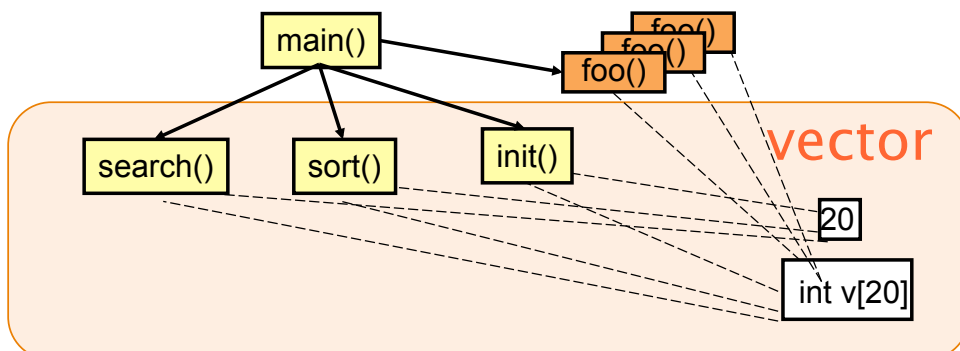 main()
foo()
foo()
foo()
vector
search()
sort()
init()
20
int v[20]